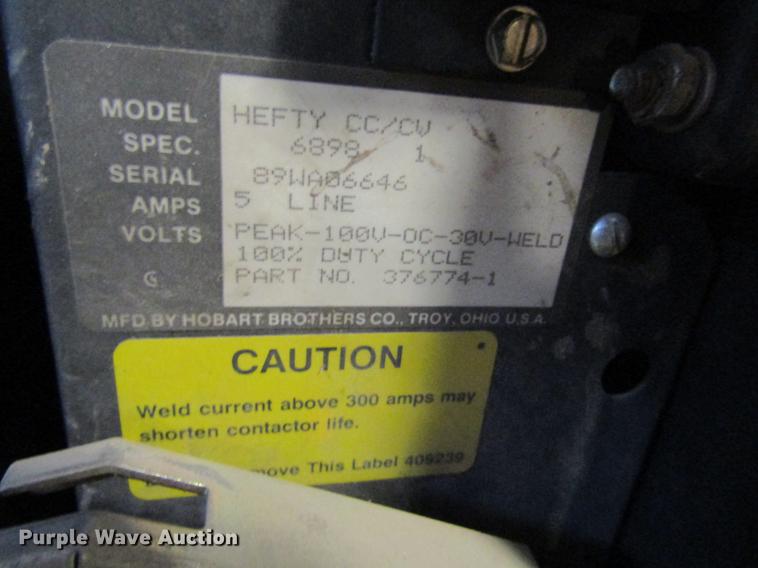 MODEL HEFTY CC/CV
SPEC. 6898 1
SERIAL 89WA06646
AMPS 5 LINE
VOLTS PEAK-100V-OC-30V-WELD
100% DUTY CYCLE
G PART NO. 376774-1
MFD BY HOBART BROTHERS CO., TROY, OHIO U.S.A.
CAUTION
Weld current above 300 amps may
shorten contactor life.
This Label 409239
Purple Wave Auction